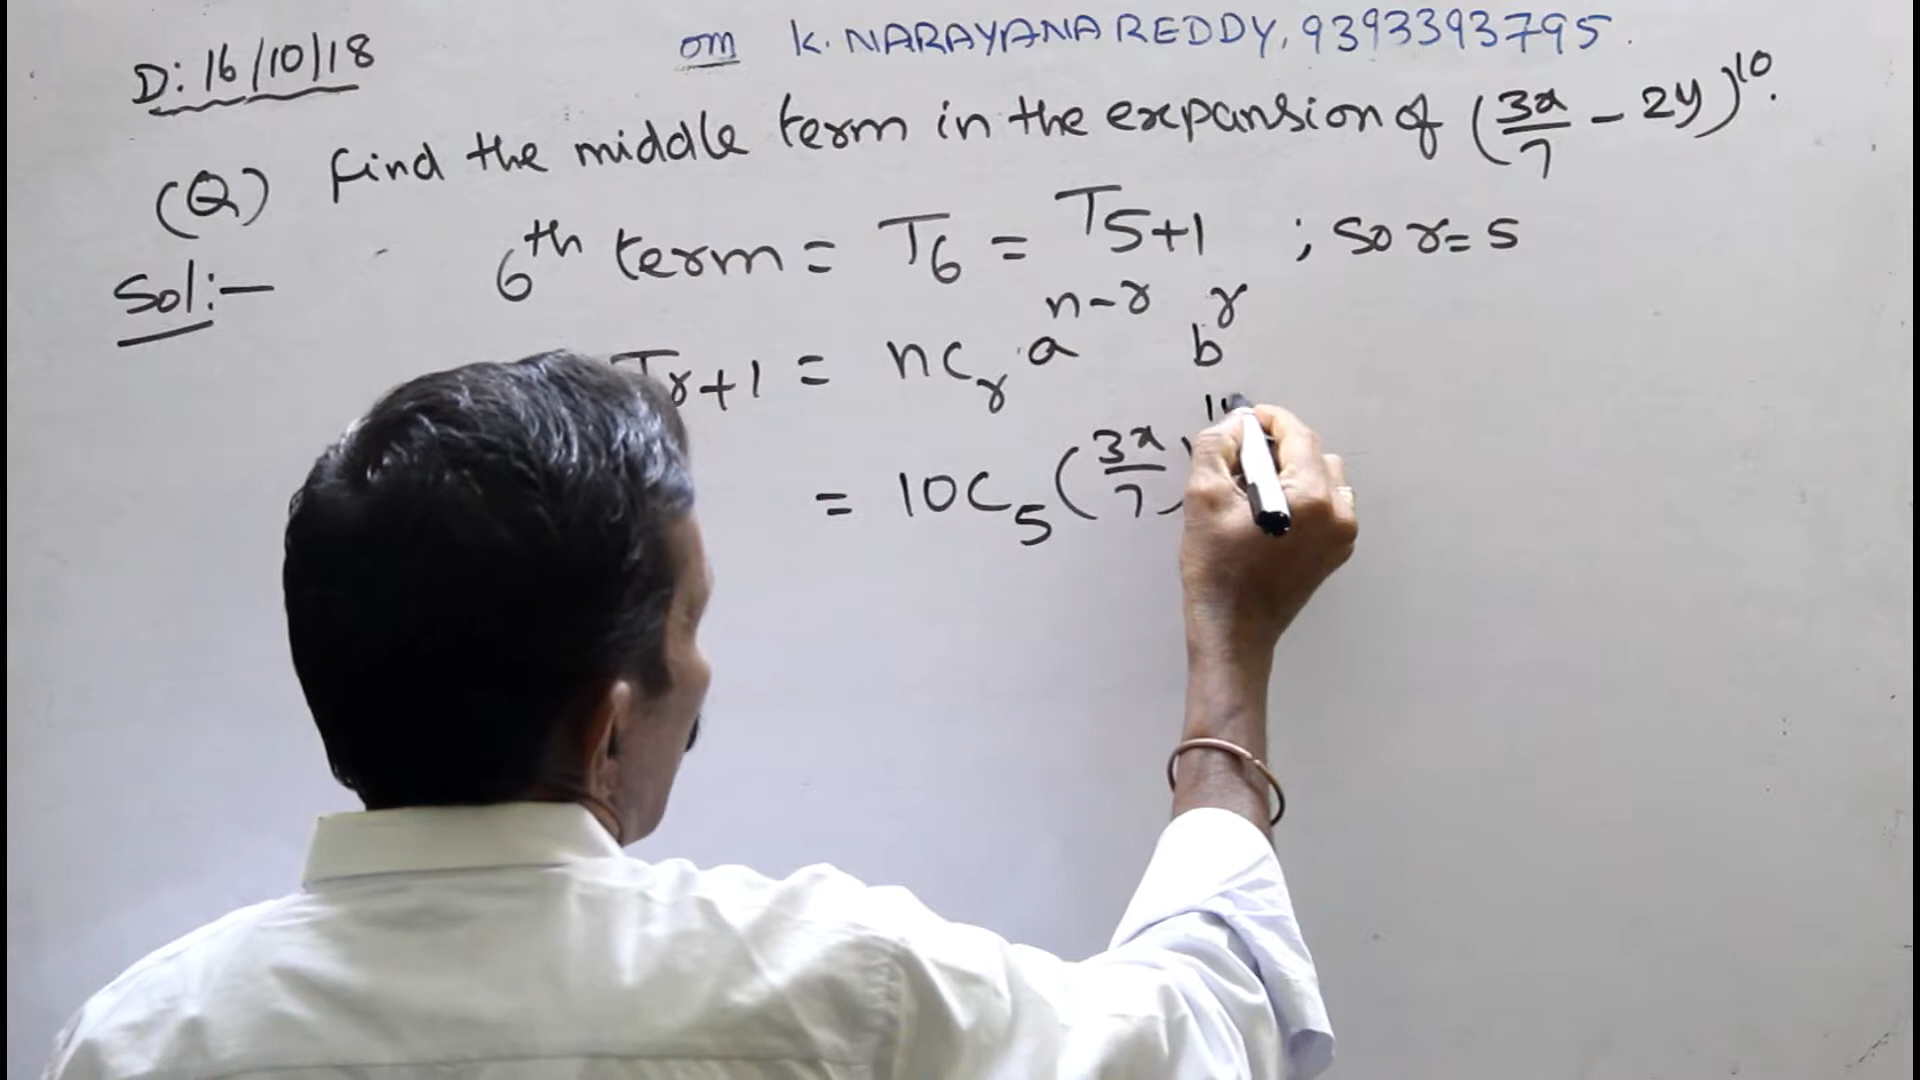 D: 16/10/18
om K. NARAYANA REDDY, 9393393795.
(Q) Find the middle term in the expansion of (3x/7 - 2y)^10.
Sol:- 6th term = T6 = T5+1 ; so r = 5
Tr+1 = nCr a^n-r b^r
= 10C5 (3x/7)